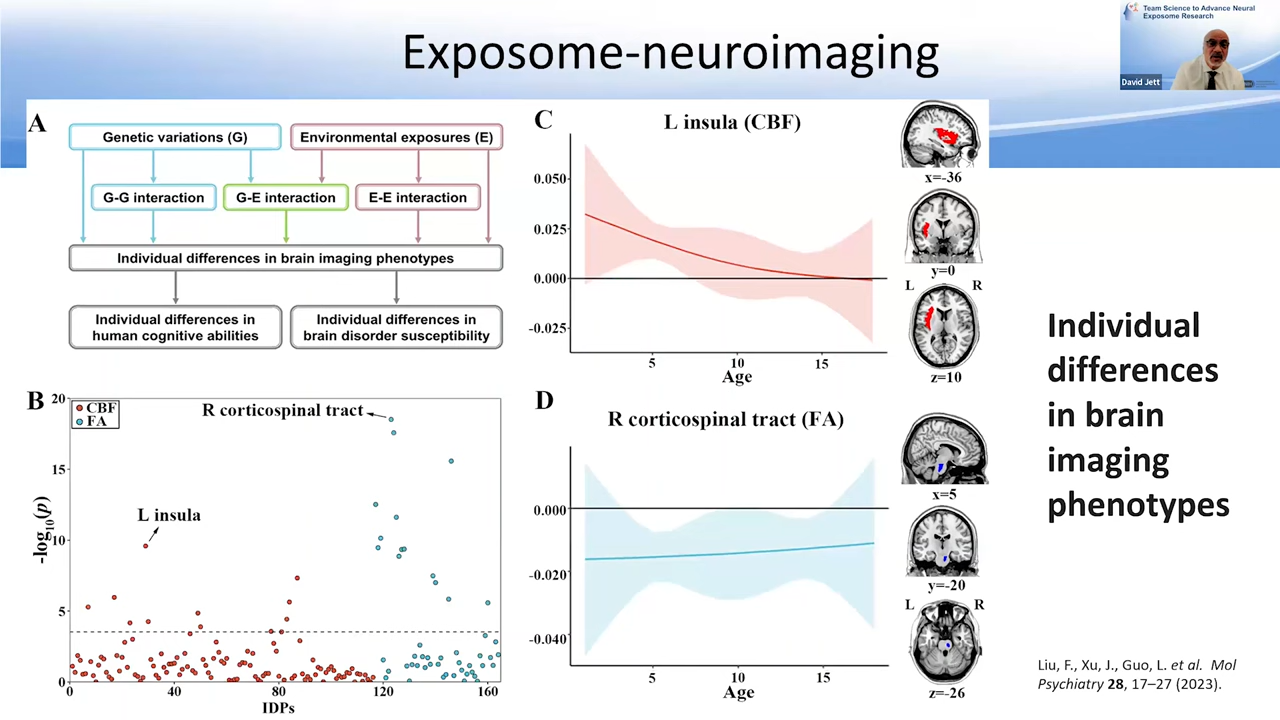 Team Science to Advance Neural
Exposome Research
David Jett
Exposome-neuroimaging
A
Genetic variations (G)
Environmental exposures (E)
G-G interaction
G-E interaction
E-E interaction
Individual differences in brain imaging phenotypes
Individual differences in
human cognitive abilities
Individual differences in
brain disorder susceptibility
B
CBF
FA
R corticospinal tract
L insula
-log10(p)
20
15
10
5
0
0
40
80
120
160
IDPs
C
L insula (CBF)
0.050
0.025
0.000
-0.025
5
10
15
Age
x=-36
y=0
L
R
z=10
D
R corticospinal tract (FA)
0.000
-0.020
-0.040
5
10
15
Age
x=5
y=-20
L
R
z=-26
Individual
differences
in brain
imaging
phenotypes
Liu, F., Xu, J., Guo, L. et al. Mol
Psychiatry 28, 17–27 (2023).